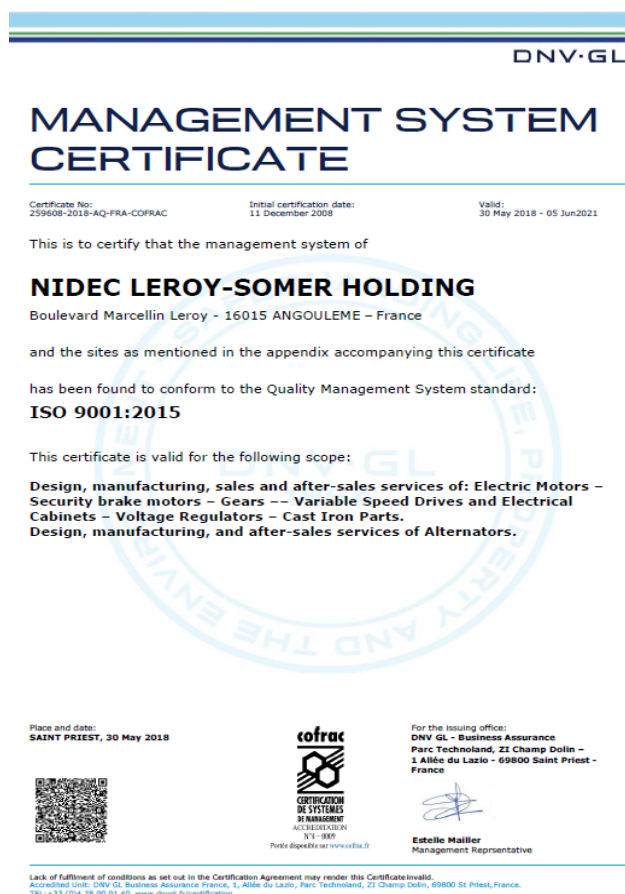 DNV·GL
MANAGEMENT SYSTEM
CERTIFICATE
Certificate No:
259608-2018-AQ-FRA-COFRAC
Initial certification date:
11 December 2008
Valid:
30 May 2018 - 05 Jun2021
This is to certify that the management system of
NIDEC LEROY-SOMER HOLDING
Boulevard Marcellin Leroy - 16015 ANGOULEME – France
and the sites as mentioned in the appendix accompanying this certificate
has been found to conform to the Quality Management System standard:
ISO 9001:2015
This certificate is valid for the following scope:
Design, manufacturing, sales and after-sales services of: Electric Motors –
Security brake motors – Gears –– Variable Speed Drives and Electrical
Cabinets – Voltage Regulators – Cast Iron Parts.
Design, manufacturing, and after-sales services of Alternators.
DNV·GL
Place and date:
SAINT PRIEST, 30 May 2018
cofrac
CERTIFICATION
DE SYSTEMES
DE MANAGEMENT
ACCREDITATION
N°4 – 0009
Portée disponible sur www.cofrac.fr
For the issuing office:
DNV GL - Business Assurance
Parc Technoland, ZI Champ Dolin –
1 Allée du Lazio - 69800 Saint Priest -
France
Estelle Mailler
Management Reprsentative
Lack of fulfilment of conditions as set out in the Certification Agreement may render this Certificate invalid.
Accredited Unit: DNV GL Business Assurance France, 1, Allée du Lazio, Parc Technoland, ZI Champ Dolin, 69800 St Priest, France.